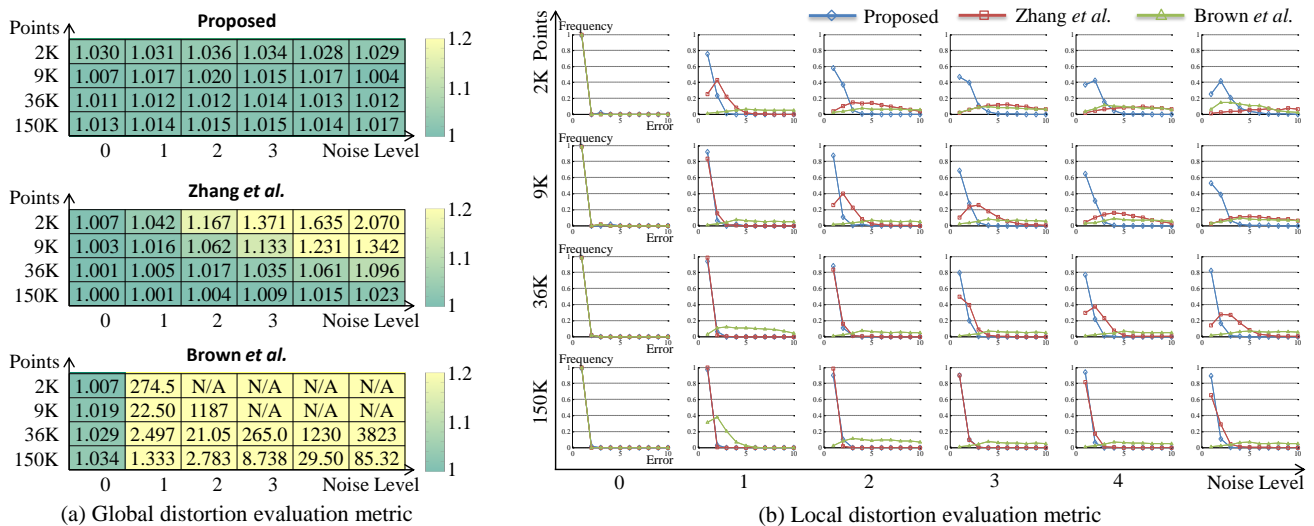 Proposed
Points
2K 1.030 1.031 1.036 1.034 1.028 1.029
9K 1.007 1.017 1.020 1.015 1.017 1.004
36K 1.011 1.012 1.012 1.014 1.013 1.012
150K 1.013 1.014 1.015 1.015 1.014 1.017
0 1 2 3 Noise Level
1.2
1.1
1
Zhang et al.
Points
2K 1.007 1.042 1.167 1.371 1.635 2.070
9K 1.003 1.016 1.062 1.133 1.231 1.342
36K 1.001 1.005 1.017 1.035 1.061 1.096
150K 1.000 1.001 1.004 1.009 1.015 1.023
0 1 2 3 Noise Level
1.2
1.1
1
Brown et al.
Points
2K 1.007 274.5 N/A N/A N/A N/A
9K 1.019 22.50 1187 N/A N/A N/A
36K 1.029 2.497 21.05 265.0 1230 3823
150K 1.034 1.333 2.783 8.738 29.50 85.32
0 1 2 3 Noise Level
1.2
1.1
1
(a) Global distortion evaluation metric
Proposed Zhang et al. Brown et al.
Points
2K
Frequency
Error
9K
Frequency
36K
Frequency
Error
150K
Frequency
Error
0 1 2 3 4 Noise Level
(b) Local distortion evaluation metric